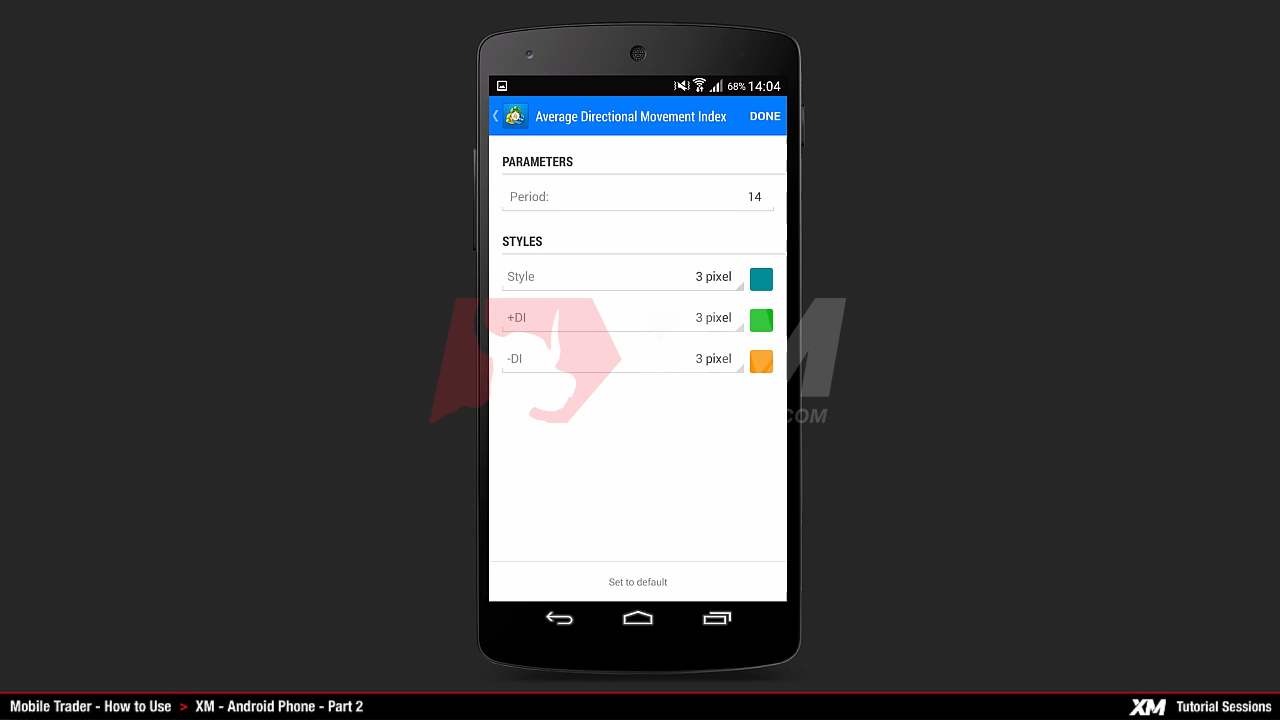 68% 14:04
Average Directional Movement Index DONE
PARAMETERS
Period: 14
STYLES
Style 3 pixel
+DI 3 pixel
-DI 3 pixel
M
.COM
Set to default
Mobile Trader - How to Use > XM - Android Phone - Part 2
XM Tutorial Sessions